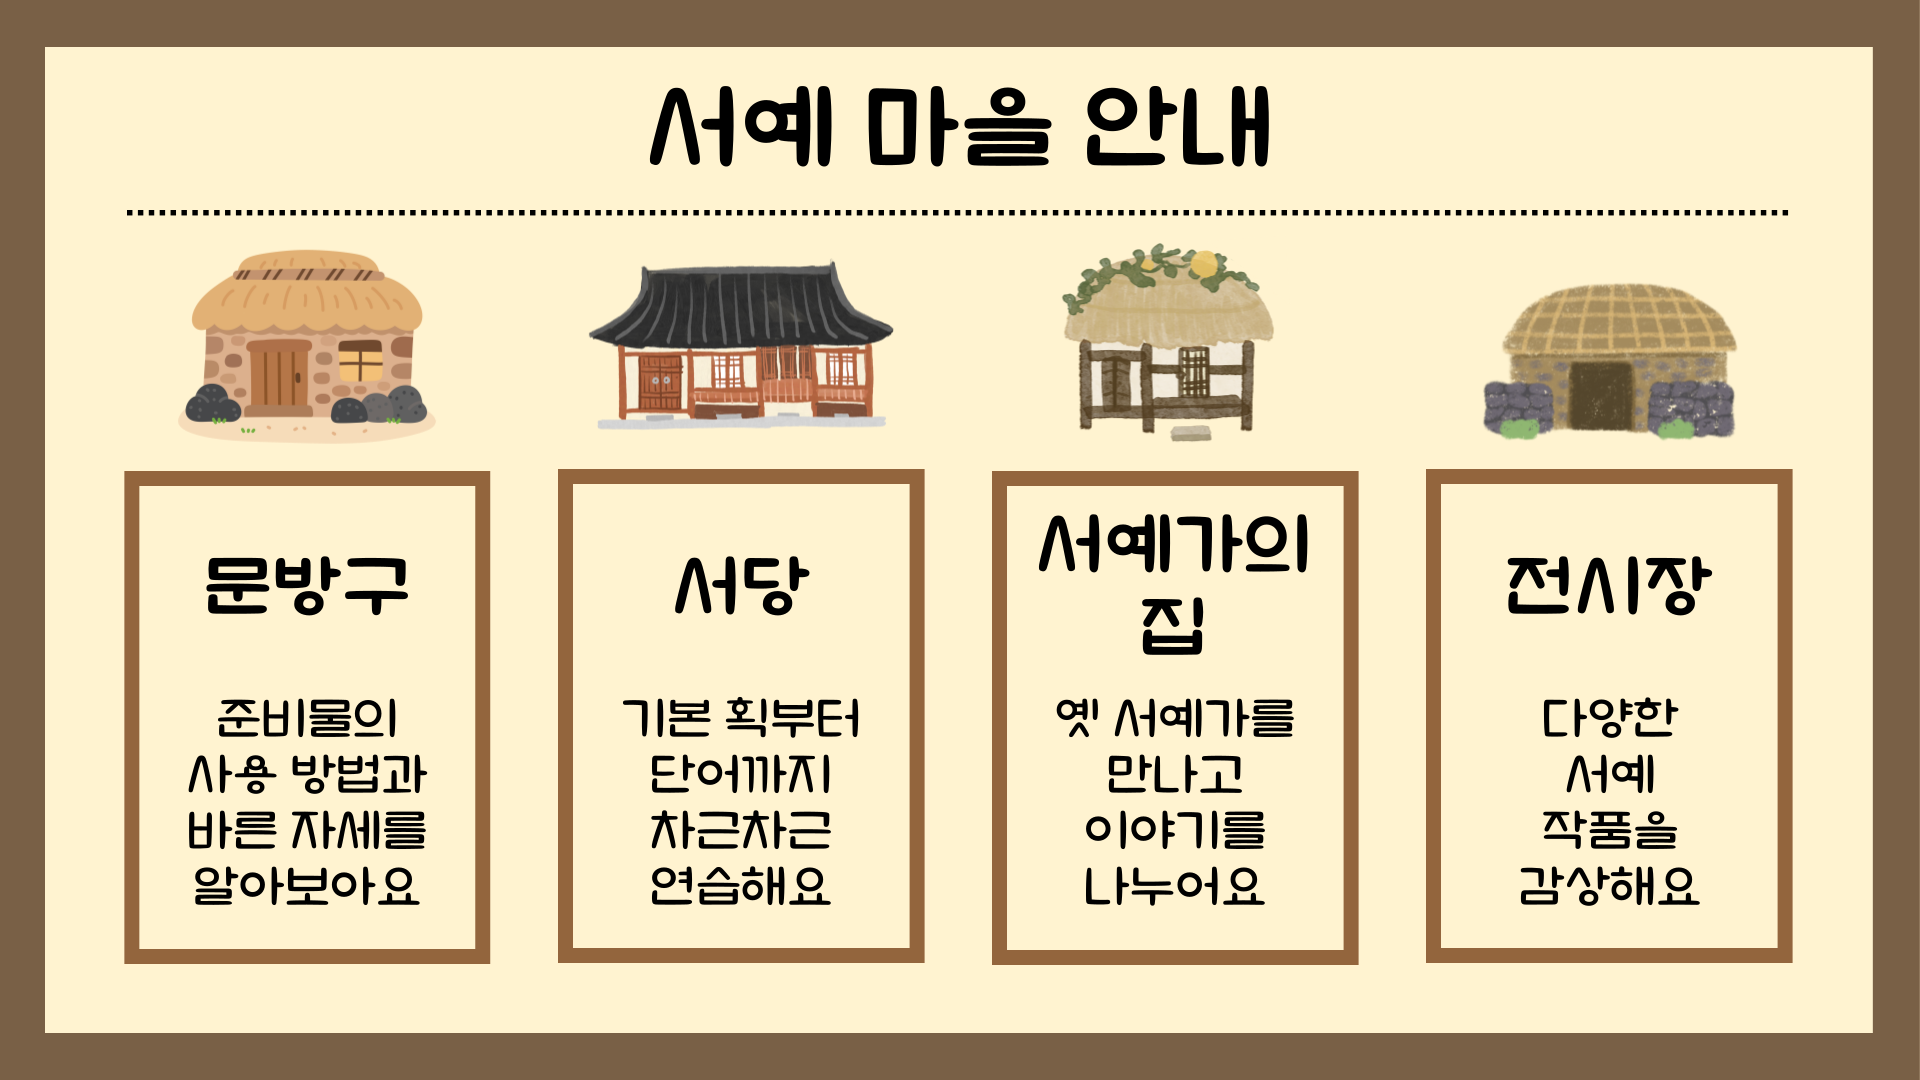 서예 마을 안내
문방구
준비물의
사용 방법과
바른 자세를
알아보아요
서당
기본 획부터
단어까지
차근차근
연습해요
서예가의
집
옛 서예가를
만나고
이야기를
나누어요
전시장
다양한
서예
작품을
감상해요